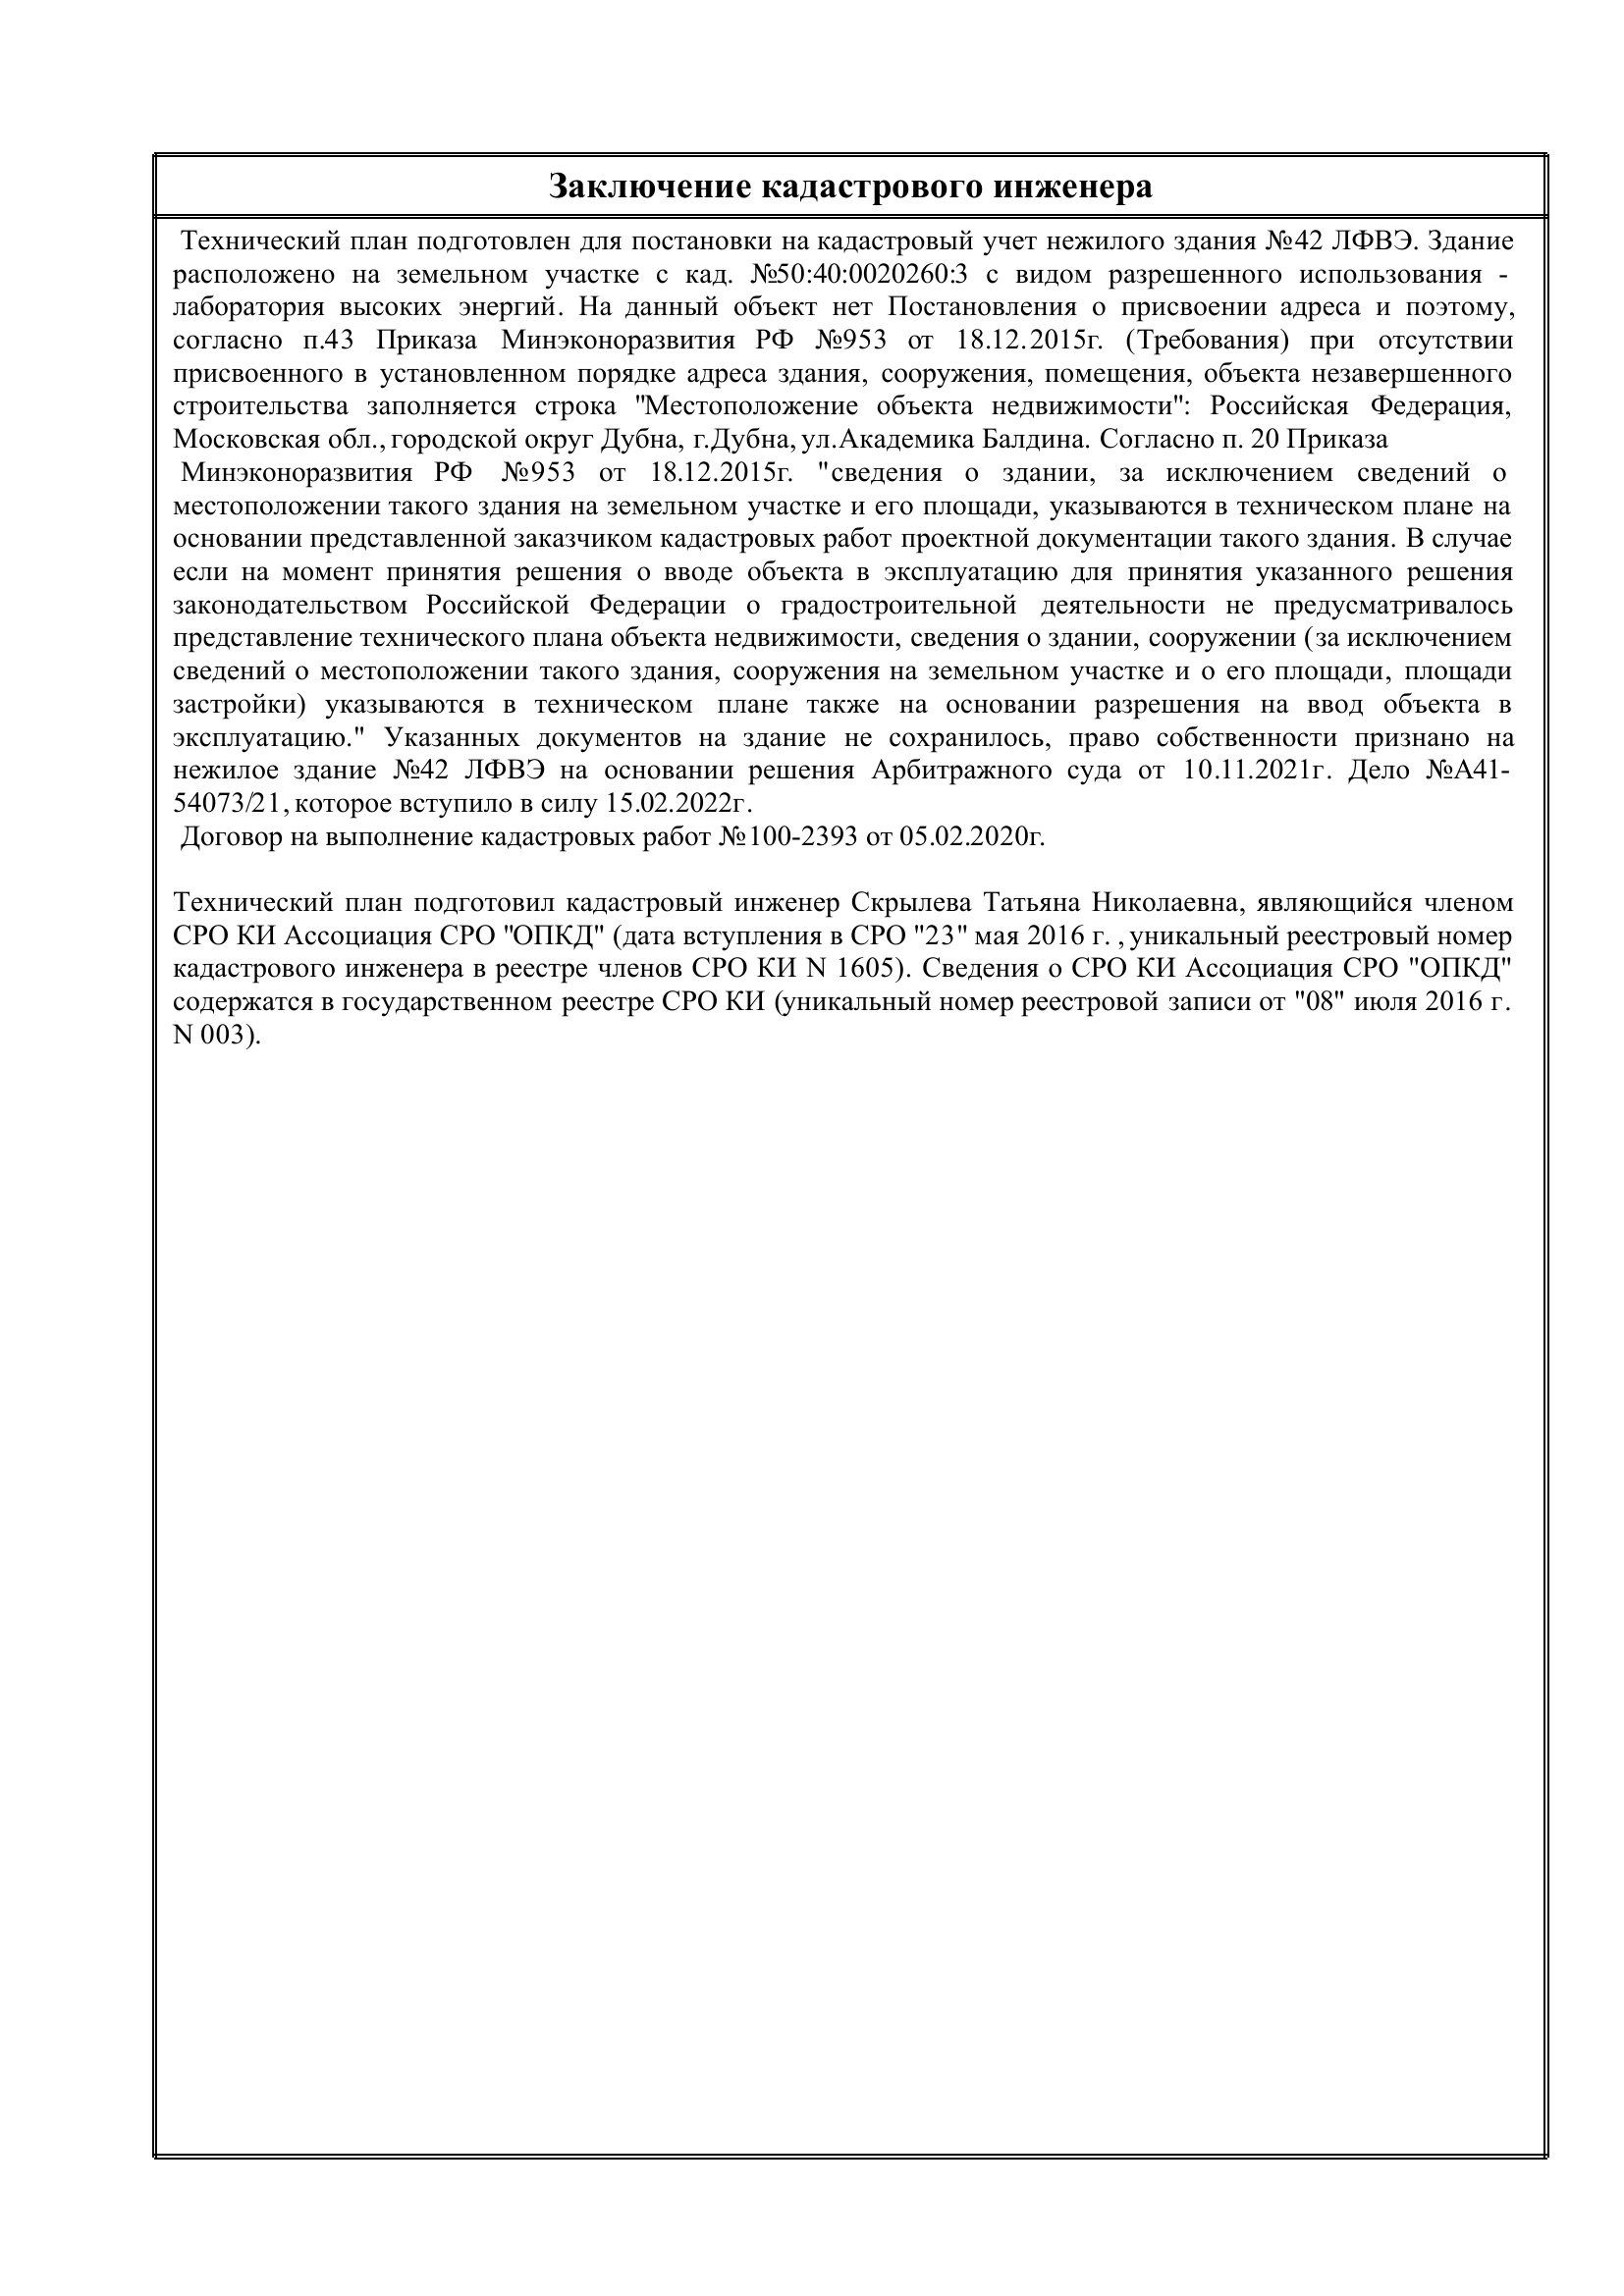 Заключение кадастрового инженера
Технический план подготовлен для постановки на кадастровый учет нежилого здания №42 ЛФВЭ. Здание
расположено на земельном участке с кад. №50:40:0020260:3 с видом разрешенного использования -
лаборатория высоких энергий. На данный объект нет Постановления о присвоении адреса и поэтому,
согласно п.43 Приказа Минэконоразвития РФ №953 от 18.12.2015г. (Требования) при отсутствии
присвоенного в установленном порядке адреса здания, сооружения, помещения, объекта незавершенного
строительства заполняется строка "Местоположение объекта недвижимости": Российская Федерация,
Московская обл., городской округ Дубна, г.Дубна, ул.Академика Балдина. Согласно п. 20 Приказа
Минэконоразвития РФ №953 от 18.12.2015г. "сведения о здании, за исключением сведений о
местоположении такого здания на земельном участке и его площади, указываются в техническом плане на
основании представленной заказчиком кадастровых работ проектной документации такого здания. В случае
если на момент принятия решения о вводе объекта в эксплуатацию для принятия указанного решения
законодательством Российской Федерации о градостроительной деятельности не предусматривалось
представление технического плана объекта недвижимости, сведения о здании, сооружении (за исключением
сведений о местоположении такого здания, сооружения на земельном участке и о его площади, площади
застройки) указываются в техническом плане также на основании разрешения на ввод объекта в
эксплуатацию." Указанных документов на здание не сохранилось, право собственности признано на
нежилое здание №42 ЛФВЭ на основании решения Арбитражного суда от 10.11.2021г. Дело №А41-
54073/21, которое вступило в силу 15.02.2022г.
Договор на выполнение кадастровых работ №100-2393 от 05.02.2020г.
Технический план подготовил кадастровый инженер Скрылева Татьяна Николаевна, являющийся членом
СРО КИ Ассоциация СРО "ОПКД" (дата вступления в СРО "23" мая 2016 г. , уникальный реестровый номер
кадастрового инженера в реестре членов СРО КИ N 1605). Сведения о СРО КИ Ассоциация СРО "ОПКД"
содержатся в государственном реестре СРО КИ (уникальный номер реестровой записи от "08" июля 2016 г.
N 003).